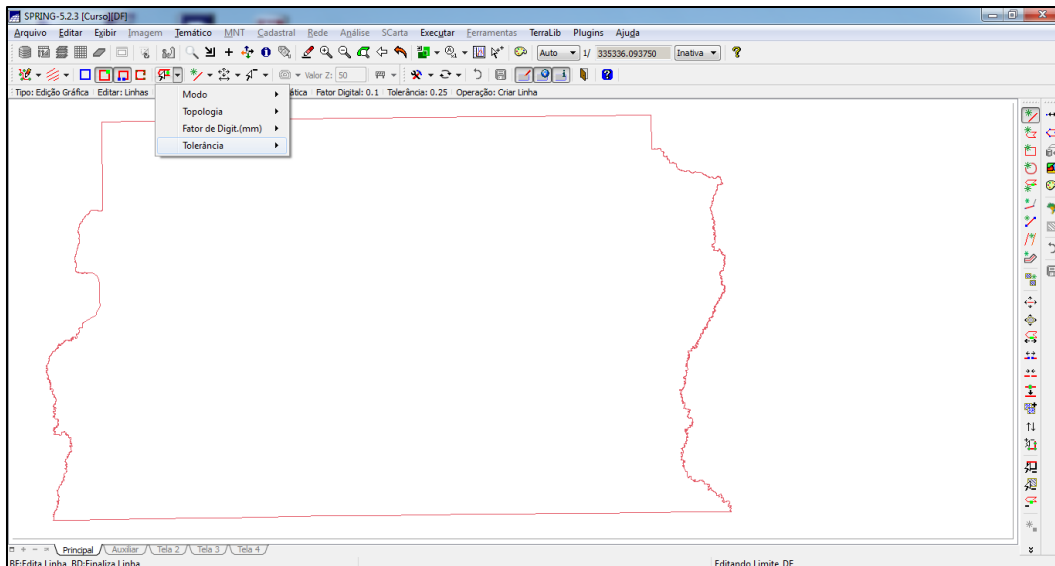 SPRING-5.2.3 [Curso][DF]
Arquivo Editar Exibir Imagem Temático MNT Cadastral Rede Análise SCarta Executar Ferramentas TerraLib Plugins Ajuda
Auto 1/ 335336.093750 Inativa
Valor Z: 50
Tipo: Edição Gráfica Editar: Linhas ática Fator Digital: 0.1 Tolerância: 0.25 Operação: Criar Linha
Modo
Topologia
Fator de Digit.(mm)
Tolerância
Principal Auxiliar Tela 2 Tela 3 Tela 4
BE:Edita Linha BD:Finaliza Linha Editando Limite_DF